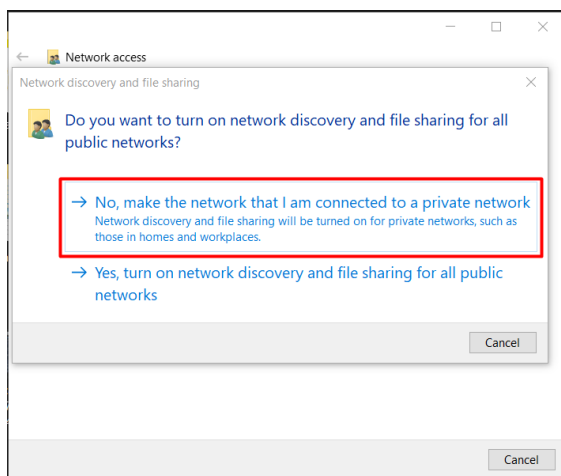 Network access
Network discovery and file sharing
Do you want to turn on network discovery and file sharing for all
public networks?
No, make the network that I am connected to a private network
Network discovery and file sharing will be turned on for private networks, such as
those in homes and workplaces.
Yes, turn on network discovery and file sharing for all public
networks
Cancel
Cancel